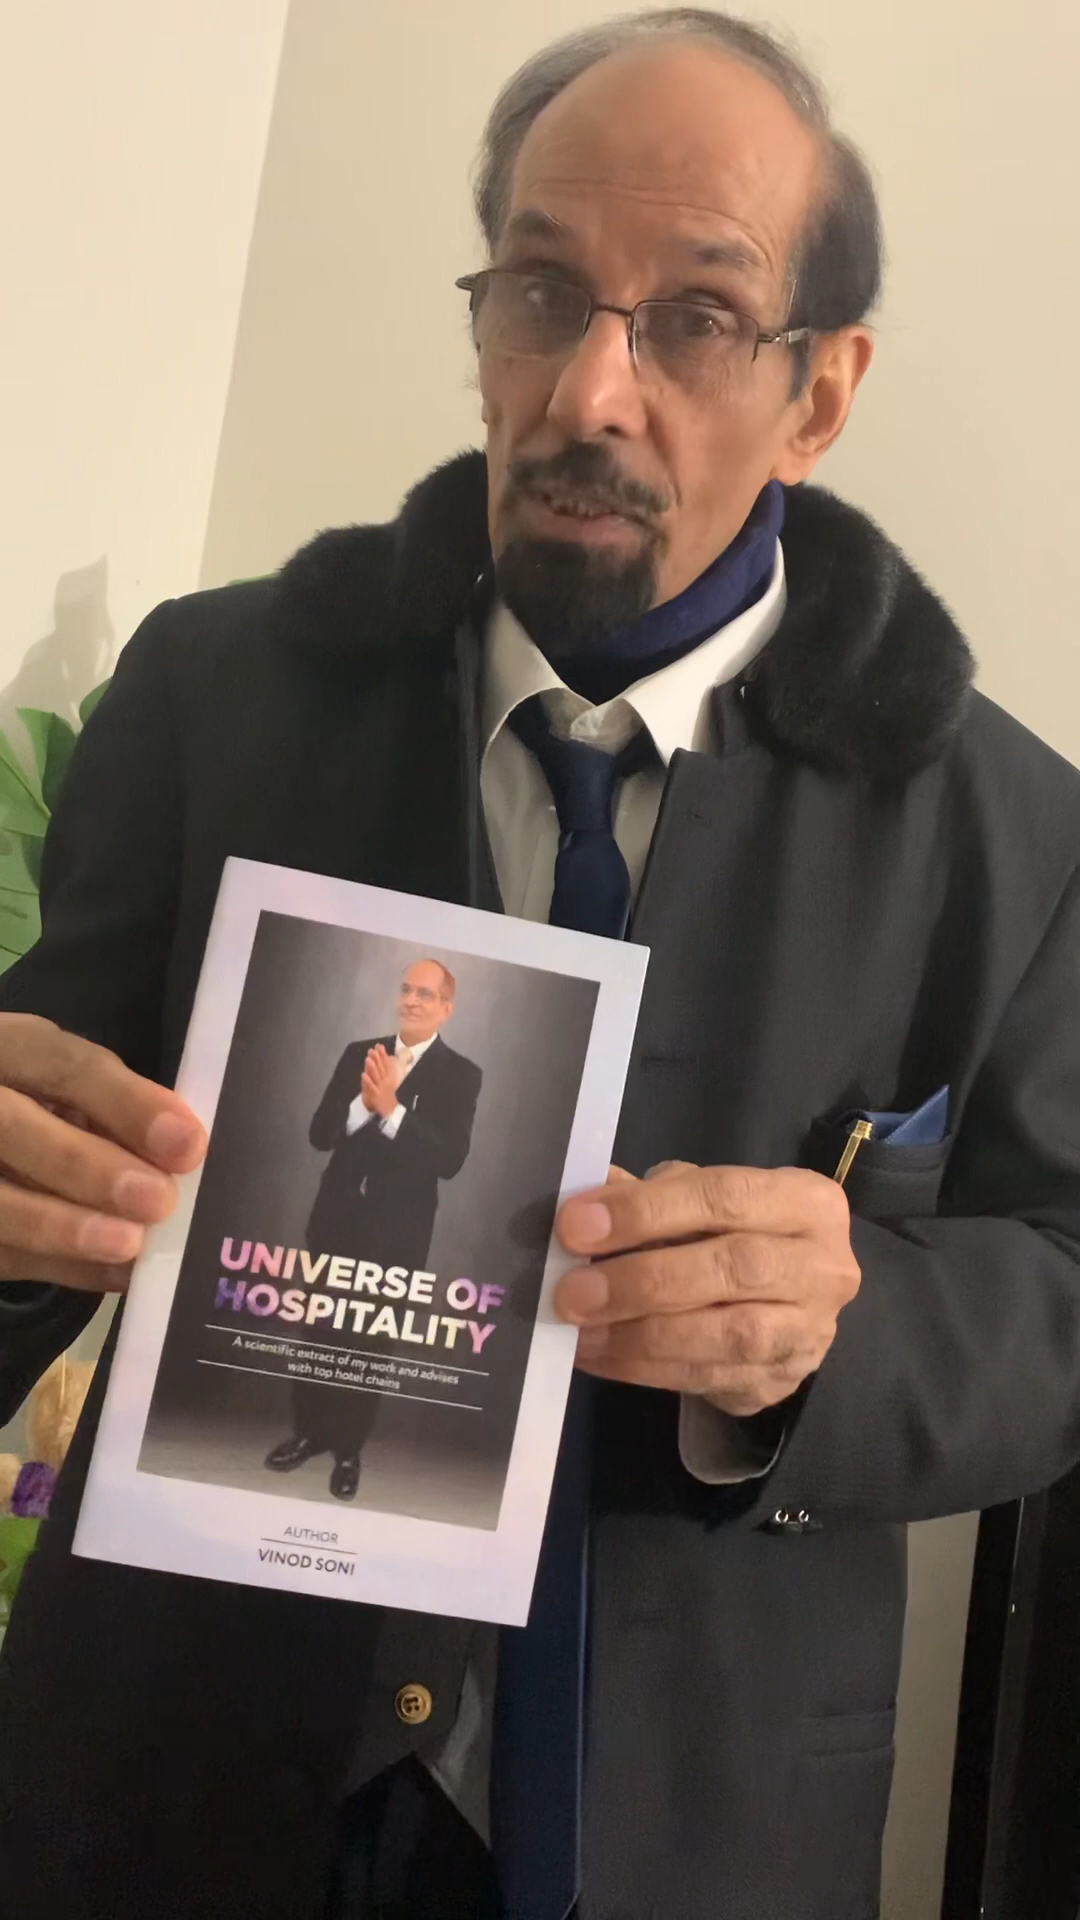 UNIVERSE OF
HOSPITALITY
A scientific extract of my work and advises
with top hotel chains
AUTHOR
VINOD SONI